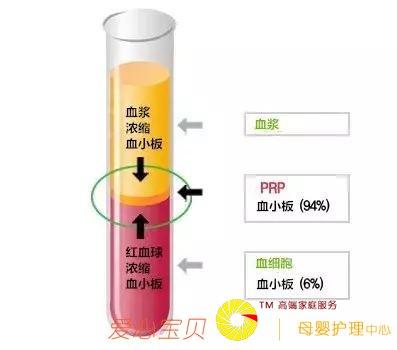 血浆
浓缩
血小板
血浆
PRP
血小板 (94%)
红血球
浓缩
血小板
血细胞
血小板 (6%)
TM 高端家庭服务
爱心宝贝
母婴护理中心